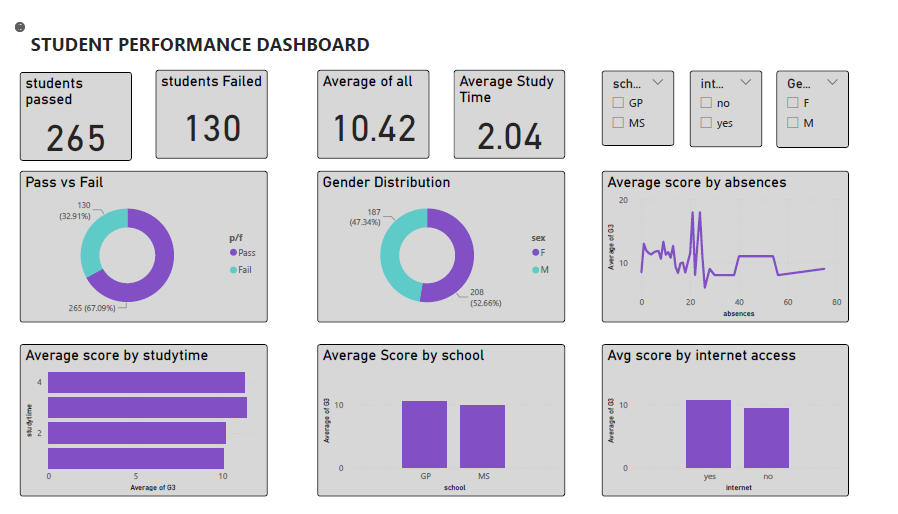 STUDENT PERFORMANCE DASHBOARD
students
passed
265
students Failed
130
Average of all
10.42
Average Study
Time
2.04
sch...
GP
MS
int...
no
yes
Ge...
F
M
Pass vs Fail
130
(32.91%)
265 (67.09%)
p/f
Pass
Fail
Gender Distribution
187
(47.34%)
208
(52.66%)
sex
F
M
Average score by absences
Average of G3
20
10
0 20 40 60 80
absences
Average score by studytime
studytime
4
2
0 5 10
Average of G3
Average Score by school
Average of G3
10
0
GP MS
school
Avg score by internet access
Average of G3
10
0
yes no
internet